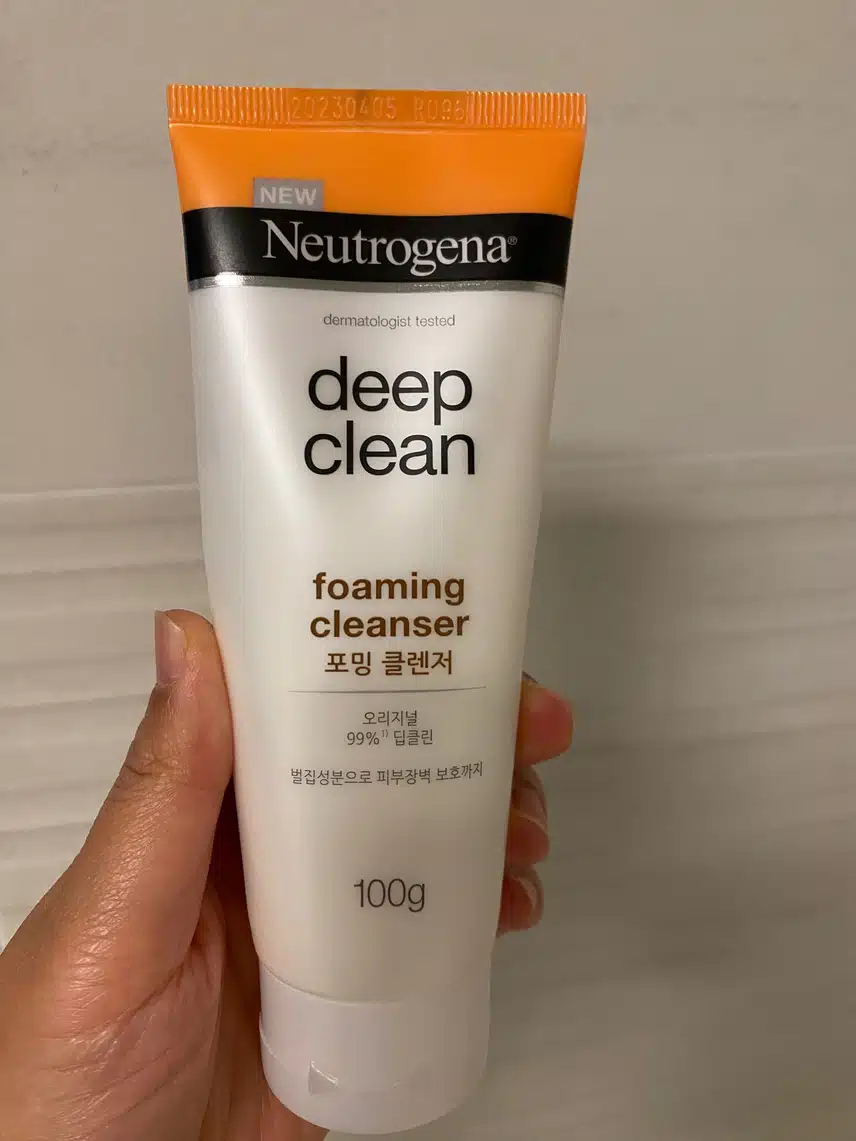 20230405 R096
NEW
Neutrogena®
dermatologist tested
deep
clean
foaming
cleanser
포밍 클렌저
오리지널
99%¹⁾ 딥클린
벌집성분으로 피부장벽 보호까지
100g